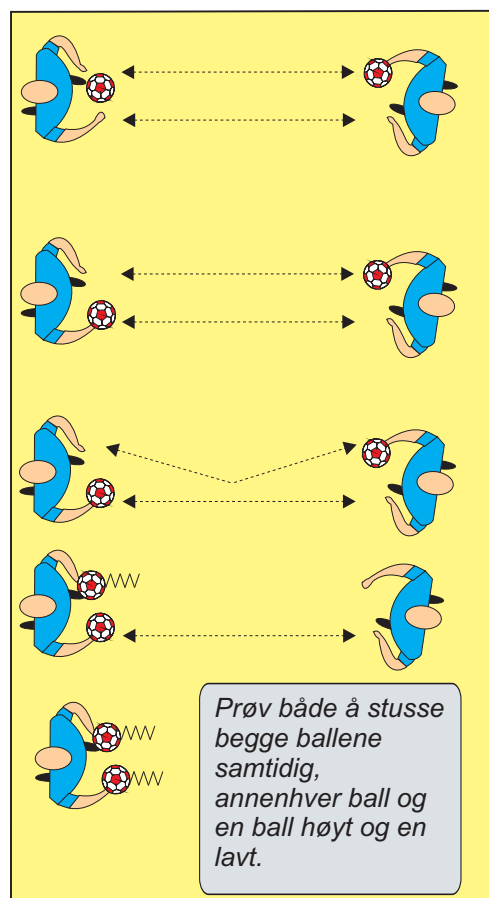 Prøv både å stusse
begge ballene
samtidig,
annenhver ball og
en ball høyt og en
lavt.